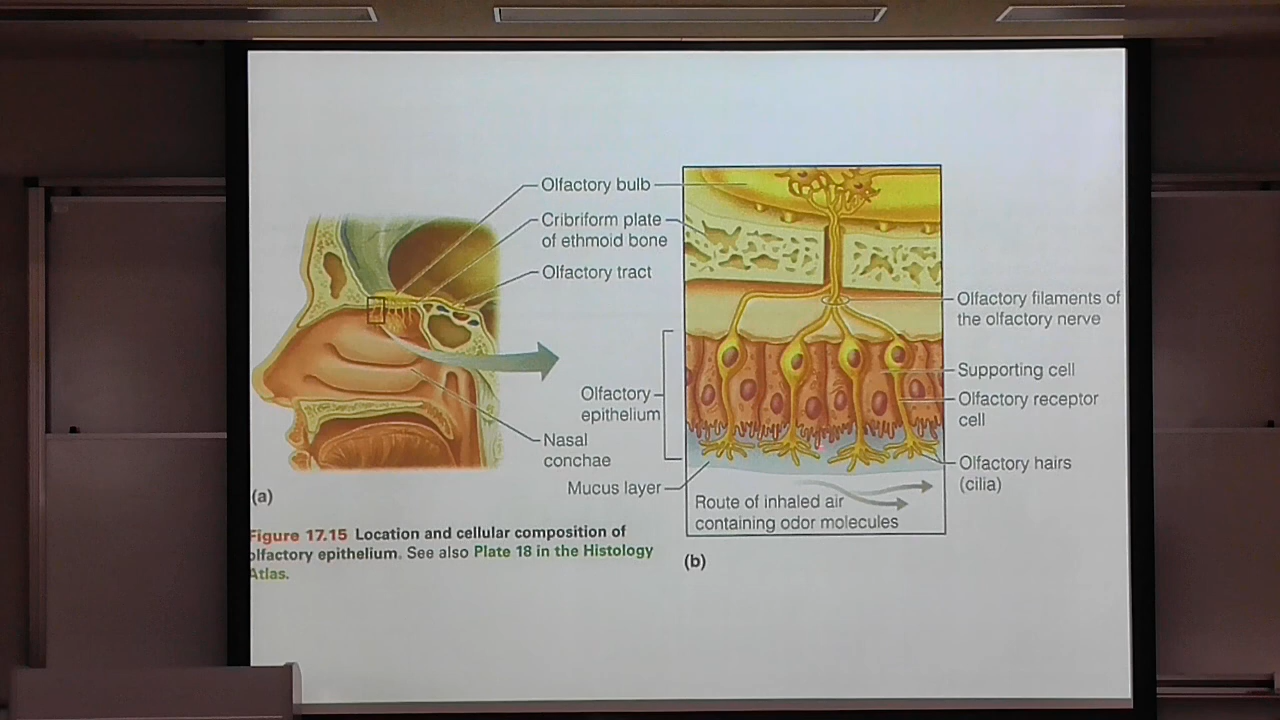 Olfactory bulb
Cribriform plate
of ethmoid bone
Olfactory tract
Olfactory filaments of
the olfactory nerve
Supporting cell
Olfactory
epithelium
Olfactory receptor
cell
Nasal
conchae
Olfactory hairs
(cilia)
Mucus layer
Route of inhaled air
containing odor molecules
(a)
(b)
Figure 17.15 Location and cellular composition of
olfactory epithelium. See also Plate 18 in the Histology
Atlas.